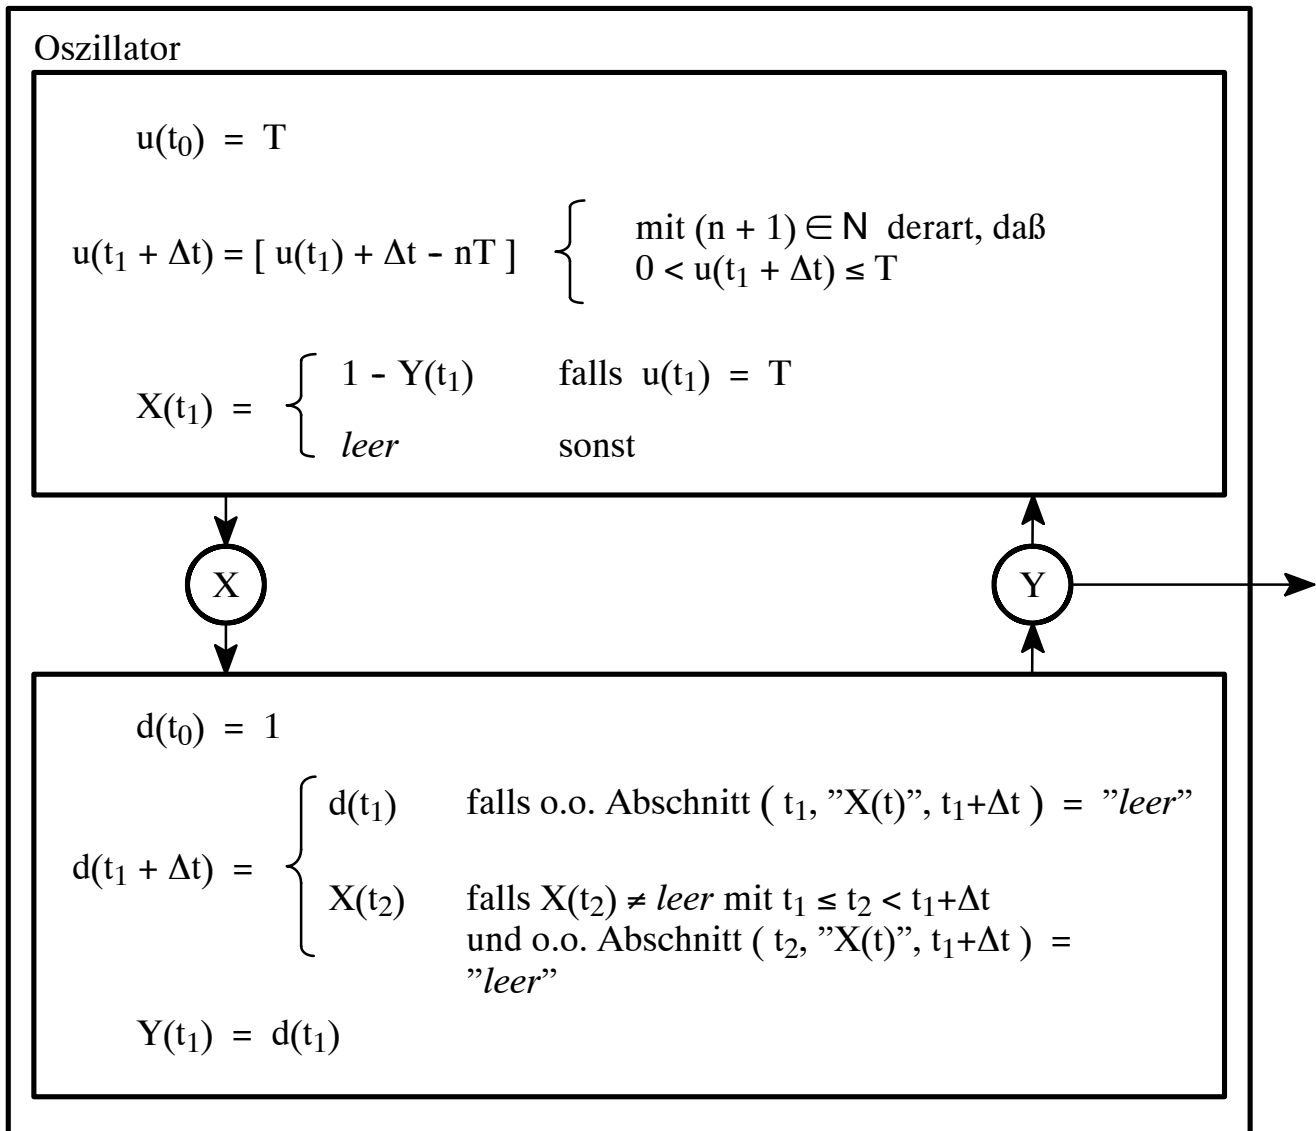 Oszillator
u(t₀) = T
u(t₁ + Δt) = [ u(t₁) + Δt - nT ] { mit (n + 1) ∈ N derart, daß
0 < u(t₁ + Δt) ≤ T
X(t₁) = {
1 - Y(t₁) falls u(t₁) = T
leer sonst
X
Y
d(t₀) = 1
d(t₁ + Δt) = {
d(t₁) falls o.o. Abschnitt ( t₁, ”X(t)”, t₁+Δt ) = ”leer”
X(t₂) falls X(t₂) ≠ leer mit t₁ ≤ t₂ < t₁+Δt
und o.o. Abschnitt ( t₂, ”X(t)”, t₁+Δt ) =
”leer”
Y(t₁) = d(t₁)